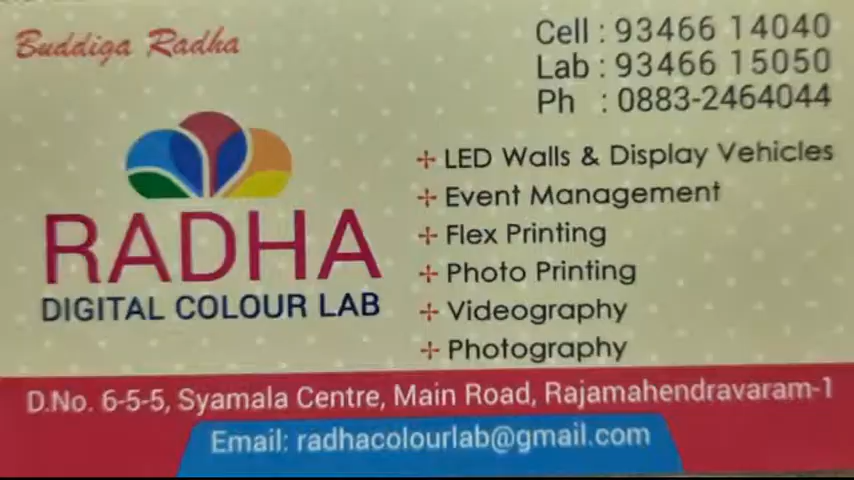 Buddiga Radha
Cell : 93466 14040
Lab : 93466 15050
Ph : 0883-2464044
RADHA
DIGITAL COLOUR LAB
LED Walls & Display Vehicles
Event Management
Flex Printing
Photo Printing
Videography
Photography
D.No. 6-5-5, Syamala Centre, Main Road, Rajamahendravaram-1
Email: radhacolourlab@gmail.com